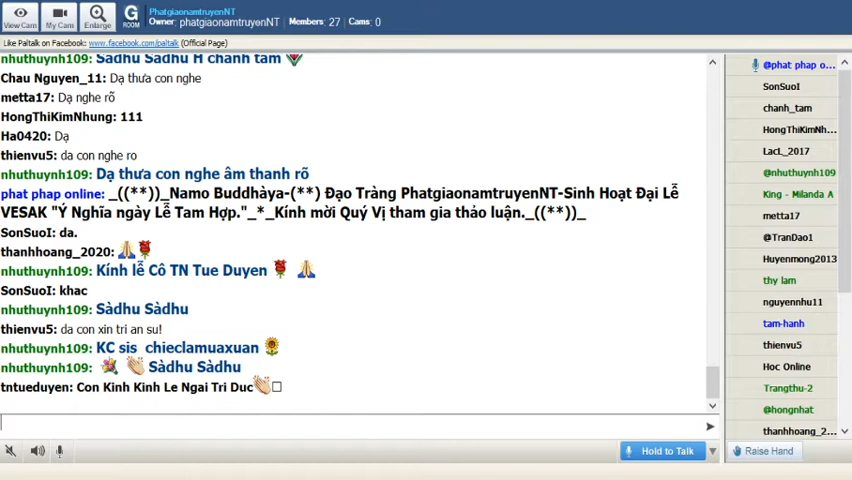 View Cam
My Cam
Enlarge
G
ROOM
PhatgiaonamtruyenNT
Owner: phatgiaonamtruyenNT Members: 27 Cams: 0
Like Paltalk on Facebook: www.facebook.com/paltalk (Official Page)
nhuthuynh109: Sàdhu Sàdhu H chanh tam
Chau Nguyen_11: Dạ thưa con nghe
metta17: Dạ nghe rõ
HongThiKimNhung: 111
Ha0420: Dạ
thienvu5: da con nghe ro
nhuthuynh109: Dạ thưa con nghe âm thanh rõ
phat phap online: _((**))_Namo Buddhàya-(**) Đạo Tràng PhatgiaonamtruyenNT-Sinh Hoạt Đại Lễ
VESAK "Ý Nghĩa ngày Lễ Tam Hợp."_*_Kính mời Quý Vị tham gia thảo luận._((**))_
SonSuoI: da.
thanhhoang_2020: 🙏🌹
nhuthuynh109: Kính lễ Cô TN Tue Duyen 🌹 🙏
SonSuoI: khac
nhuthuynh109: Sàdhu Sàdhu
thienvu5: da con xin tri an su!
nhuthuynh109: KC sis chieclamuaxuan 🌻
nhuthuynh109: 💐 👏 Sàdhu Sàdhu
tntueduyen: Con Kinh Kinh Le Ngai Tri Duc👏□
Hold to Talk
@phat phap o...
SonSuoI
chanh_tam
HongThiKimNh...
LacL_2017
@nhuthuynh109
King - Milanda A
metta17
@TranDao1
Huyenmong2013
thy lam
nguyennhu11
tam-hanh
thienvu5
Hoc Online
Trangthu-2
@hongnhat
thanhhoang_2...
Raise Hand